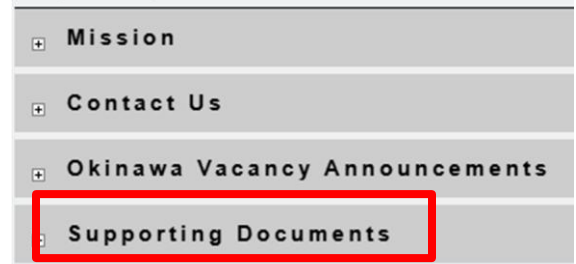 Mission
Contact Us
Okinawa Vacancy Announcements
Supporting Documents